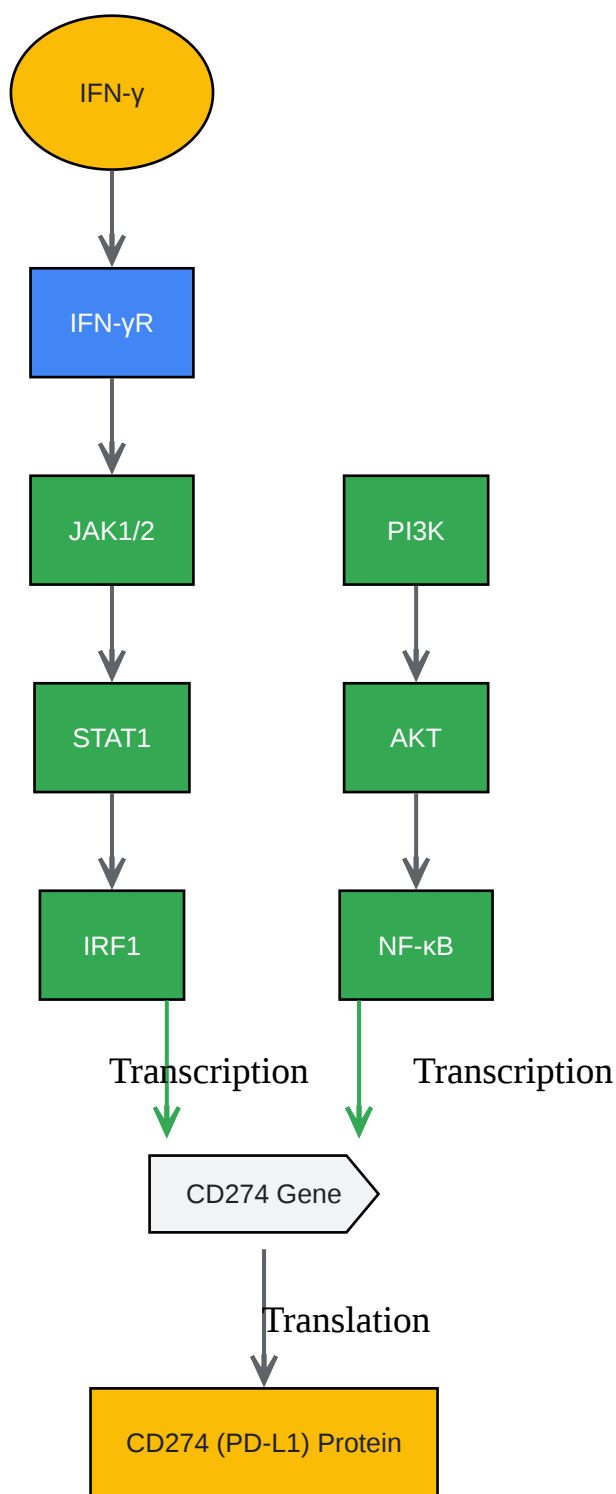 IFN-γ
IFN-γR
JAK1/2
PI3K
STAT1
AKT
IRF1
NF-κB
Transcription
Transcription
CD274 Gene
Translation
CD274 (PD-L1) Protein